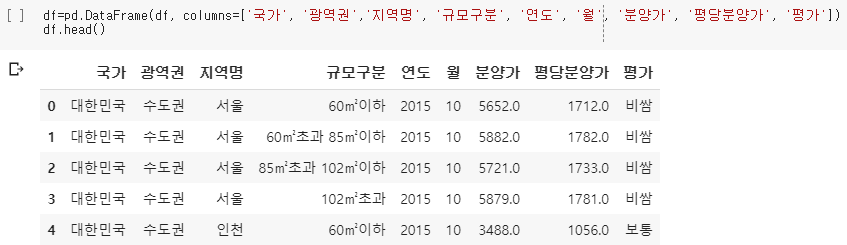 [ ] df=pd.DataFrame(df, columns=['국가', '광역권','지역명', '규모구분', '연도', '월', '분양가', '평당분양가', '평가'])
df.head()
국가 광역권 지역명 규모구분 연도 월 분양가 평당분양가 평가
0 대한민국 수도권 서울 60㎡이하 2015 10 5652.0 1712.0 비쌈
1 대한민국 수도권 서울 60㎡초과 85㎡이하 2015 10 5882.0 1782.0 비쌈
2 대한민국 수도권 서울 85㎡초과 102㎡이하 2015 10 5721.0 1733.0 비쌈
3 대한민국 수도권 서울 102㎡초과 2015 10 5879.0 1781.0 비쌈
4 대한민국 수도권 인천 60㎡이하 2015 10 3488.0 1056.0 보통